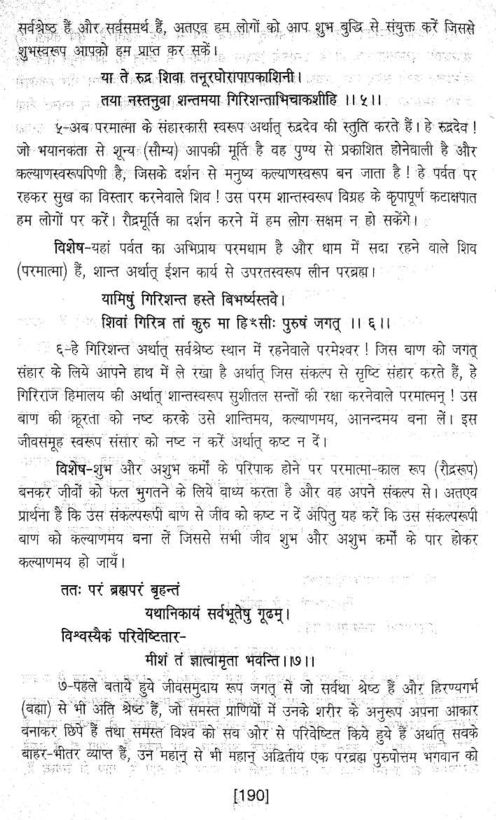 सर्वश्रेष्ठ हैं और सर्वसमर्थ हैं, अतएव हम लोगों को आप शुभ बुद्धि से संयुक्त करें जिससे
शुभस्वरूप आपको हम प्राप्त कर सकें।
या ते रुद्र शिवा तनूरघोरापापकाशिनी।
तया नस्तनुवा शन्तमया गिरिशन्ताभिचाकशीहि ।। ५।।
५-अब परमात्मा के संहारकारी स्वरूप अर्थात् रुद्रदेव की स्तुति करते हैं। हे रुद्रदेव!
जो भयानकता से शून्य (सौम्य) आपकी मूर्ति है वह पुण्य से प्रकाशित होनेवाली है और
कल्याणस्वरूपपिणी है, जिसके दर्शन से मनुष्य कल्याणस्वरूप बन जाता है! हे पर्वत पर
रहकर सुख का विस्तार करनेवाले शिव! उस परम शान्तस्वरूप विग्रह के कृपापूर्ण कटाक्षपात
हम लोगों पर करें। रौद्रमूर्ति का दर्शन करने में हम लोग सक्षम न हो सकेंगे।
विशेष-यहां पर्वत का अभिप्राय परमधाम है और धाम में सदा रहने वाले शिव
(परमात्मा) हैं, शान्त अर्थात् ईशन कार्य से उपरतस्वरूप लीन परब्रह्म।
यामिषुं गिरिशन्त हस्ते बिभर्ष्यस्तवे।
शिवां गिरित्र तां कुरु मा हिꣳसीः पुरुषं जगत् ।। ६।।
६-हे गिरिशन्त अर्थात् सर्वश्रेष्ठ स्थान में रहनेवाले परमेश्वर! जिस बाण को जगत्
संहार के लिये आपने हाथ में ले रखा है अर्थात् जिस संकल्प से सृष्टि संहार करते हैं, हे
गिरिराज हिमालय की अर्थात् शान्तस्वरूप सुशीतल सन्तों की रक्षा करनेवाले परमात्मन्! उस
बाण की क्रूरता को नष्ट करके उसे शान्तिमय, कल्याणमय, आनन्दमय बना लें। इस
जीवसमूह स्वरूप संसार को नष्ट न करें अर्थात् कष्ट न दें।
विशेष-शुभ और अशुभ कर्मों के परिपाक होने पर परमात्मा-काल रूप (रौद्ररूप)
बनकर जीवों को फल भुगतने के लिये बाध्य करता है और वह अपने संकल्प से। अतएव
प्रार्थना है कि उस संकल्परूपी बाण से जीव को कष्ट न दें अपितु यह करें कि उस संकल्परूपी
बाण को कल्याणमय बना लें जिससे सभी जीव शुभ और अशुभ कर्मों के पार होकर
कल्याणमय हो जायँ।
ततः परं ब्रह्मपरं बृहन्तं
यथानिकायं सर्वभूतेषु गूढम्।
विश्वस्यैकं परिवेष्टितार-
मीशं तं ज्ञात्वामृता भवन्ति।।७।।
७-पहले बताये हुये जीवसमुदाय रूप जगत् से जो सर्वथा श्रेष्ठ हैं और हिरण्यगर्भ
(बह्मा) से भी अति श्रेष्ठ हैं, जो समस्त प्राणियों में उनके शरीर के अनुरूप अपना आकार
बनाकर छिपे हैं तथा समस्त विश्व को सव ओर से परिवेष्टित किये हुये हैं अर्थात् सवके
बाहर-भीतर व्याप्त हैं, उन महान् से भी महान् अद्वितीय एक परब्रह्म पुरुषोत्तम भगवान को
[190]